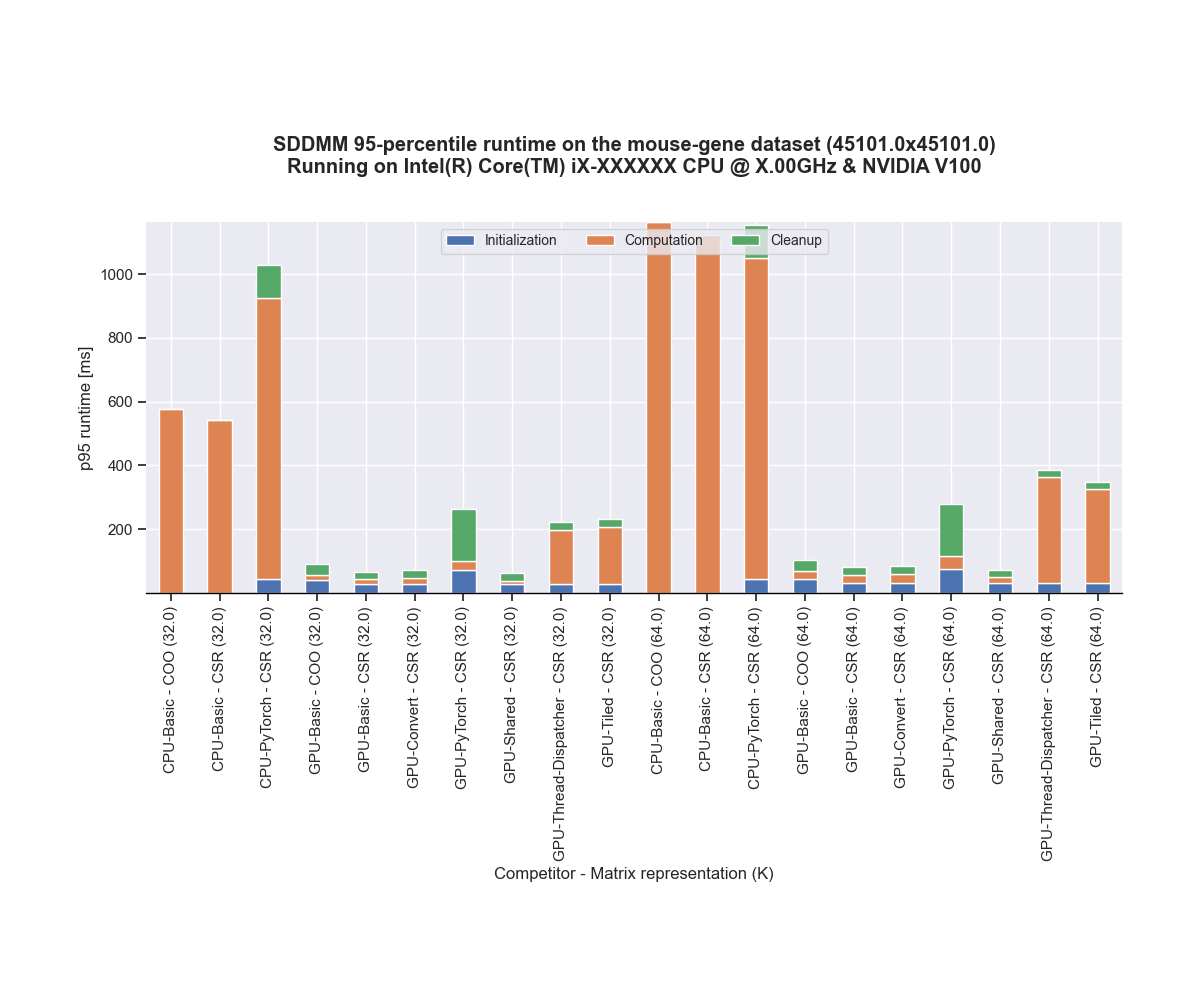 SDDMM 95-percentile runtime on the mouse-gene dataset (45101.0x45101.0)
Running on Intel(R) Core(TM) iX-XXXXXX CPU @ X.00GHz & NVIDIA V100
Initialization
Computation
Cleanup
1000
800
600
400
200
p95 runtime [ms]
CPU-Basic - COO (32.0)
CPU-Basic - CSR (32.0)
CPU-PyTorch - CSR (32.0)
GPU-Basic - COO (32.0)
GPU-Basic - CSR (32.0)
GPU-Convert - CSR (32.0)
GPU-PyTorch - CSR (32.0)
GPU-Shared - CSR (32.0)
GPU-Thread-Dispatcher - CSR (32.0)
GPU-Tiled - CSR (32.0)
CPU-Basic - COO (64.0)
CPU-Basic - CSR (64.0)
CPU-PyTorch - CSR (64.0)
GPU-Basic - COO (64.0)
GPU-Basic - CSR (64.0)
GPU-Convert - CSR (64.0)
GPU-PyTorch - CSR (64.0)
GPU-Shared - CSR (64.0)
GPU-Thread-Dispatcher - CSR (64.0)
GPU-Tiled - CSR (64.0)
Competitor - Matrix representation (K)